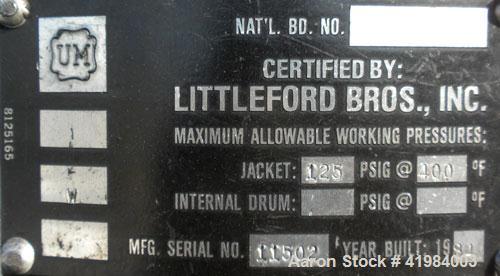 NAT'L. BD. NO.
UM
CERTIFIED BY:
LITTLEFORD BROS., INC.
MAXIMUM ALLOWABLE WORKING PRESSURES:
JACKET: 125 PSIG @ 400 °F
W
INTERNAL DRUM: PSIG @ °F
MFG. SERIAL NO. 11502 YEAR BUILT: 198
8125165
Aaron Stock # 41984003